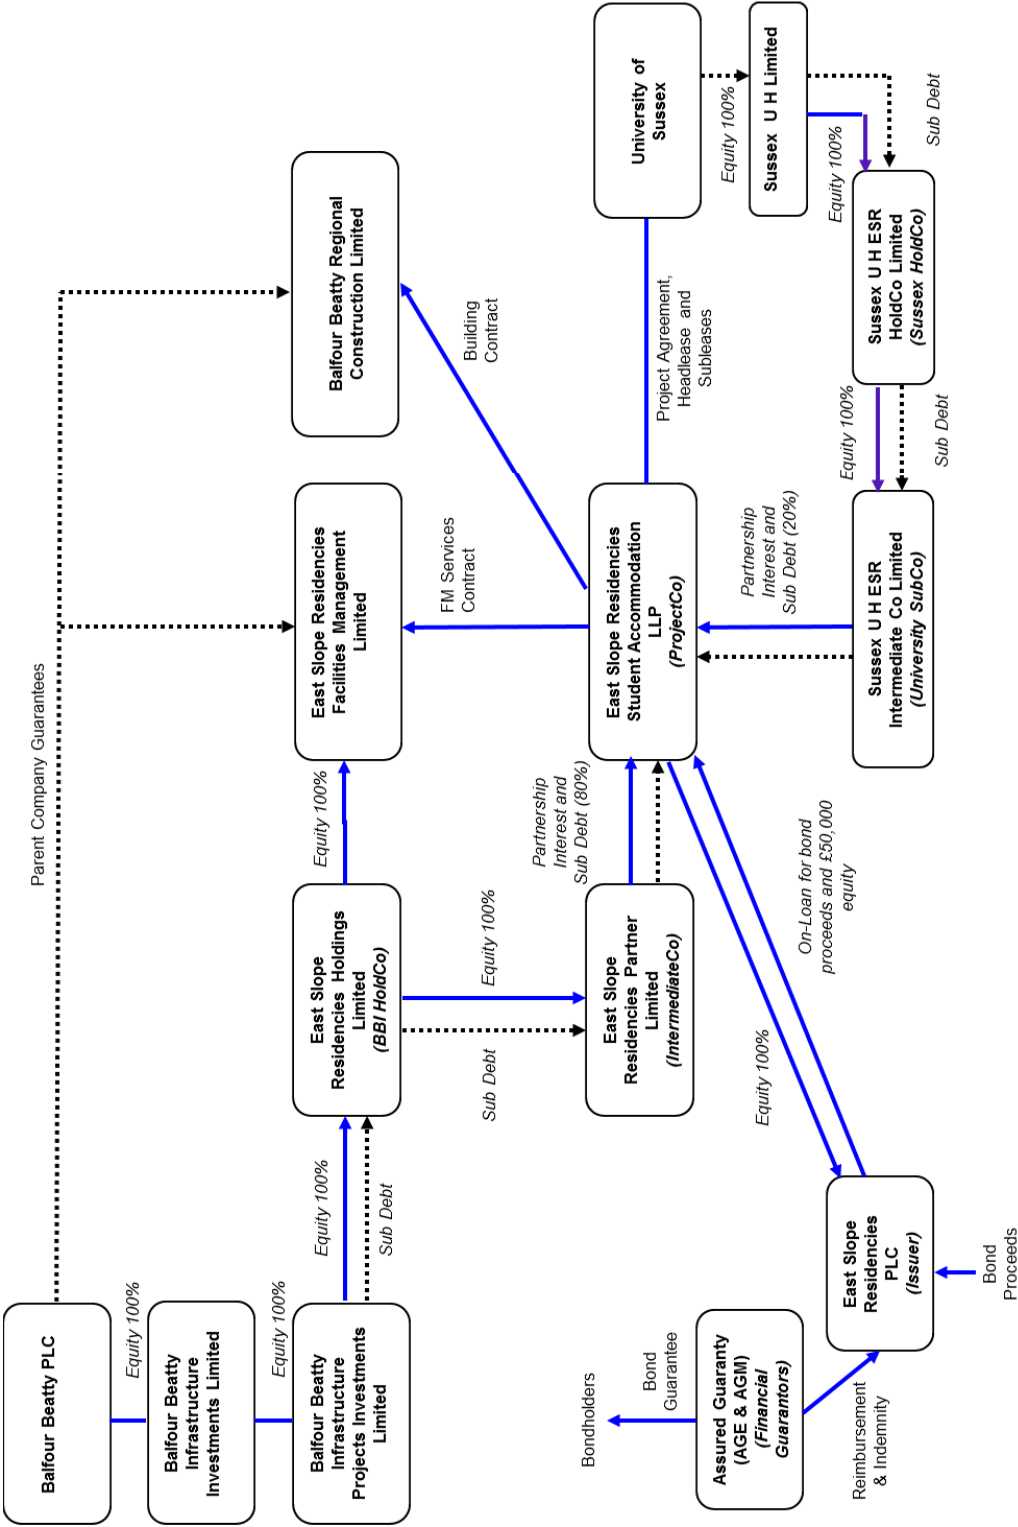 Balfour Beatty PLC
Equity 100%
Balfour Beatty
Infrastructure
Investments Limited
Equity 100%
Balfour Beatty
Infrastructure
Projects Investments
Limited
Parent Company Guarantees
Equity 100%
Sub Debt
East Slope
Residencies Holdings
Limited
(BBI HoldCo)
Equity 100%
East Slope Residencies
Facilities Management
Limited
Balfour Beatty Regional
Construction Limited
Sub Debt
Equity 100%
FM Services
Contract
Building
Contract
East Slope
Residencies Partner
Limited
(IntermediateCo)
Partnership
Interest and
Sub Debt (80%)
East Slope Residencies
Student Accommodation
LLP
(ProjectCo)
Project Agreement,
Headlease and
Subleases
University of
Sussex
Equity 100%
Sussex U H Limited
Equity 100%
Sub Debt
Sussex U H ESR
HoldCo Limited
(Sussex HoldCo)
Equity 100%
Sub Debt
Sussex U H ESR
Intermediate Co Limited
(University SubCo)
Partnership
Interest and
Sub Debt (20%)
Equity 100%
On-Loan for bond
proceeds and £50,000
equity
Bondholders
Bond
Guarantee
Assured Guaranty
(AGE & AGM)
(Financial
Guarantors)
Reimbursement
& Indemnity
East Slope
Residencies
PLC
(Issuer)
Bond
Proceeds